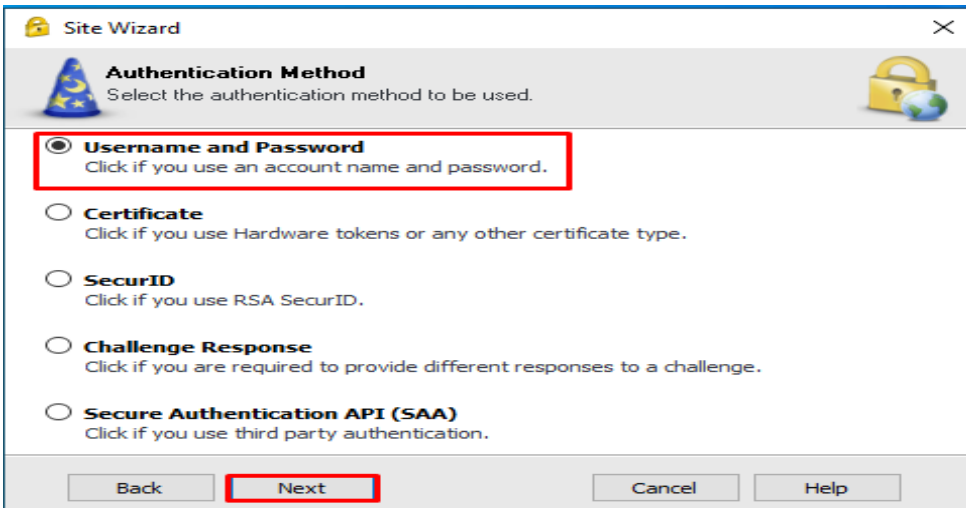 Site Wizard
Authentication Method
Select the authentication method to be used.
Username and Password
Click if you use an account name and password.
Certificate
Click if you use Hardware tokens or any other certificate type.
SecurID
Click if you use RSA SecurID.
Challenge Response
Click if you are required to provide different responses to a challenge.
Secure Authentication API (SAA)
Click if you use third party authentication.
Back Next Cancel Help